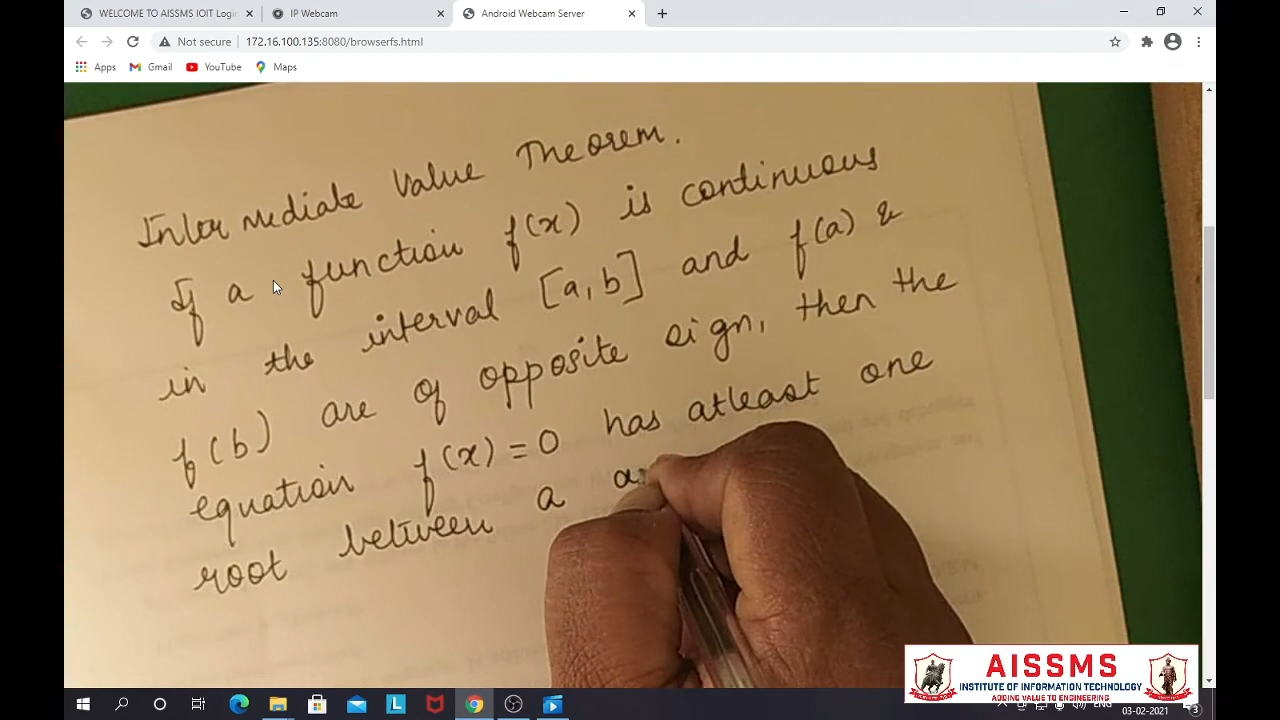 WELCOME TO AISSMS IOIT Login
IP Webcam
Android Webcam Server
Not secure
172.16.100.135:8080/browserfs.html
Apps
Gmail
YouTube
Maps
Intermediate Value Theorem.
If a function f(x) is continuous
in the interval [a, b] and f(a) &
f(b) are of opposite sign, then the
equation f(x) = 0 has atleast one
root between a
AISSMS
INSTITUTE OF INFORMATION TECHNOLOGY
ADDING VALUE TO ENGINEERING
ENG
03-02-2021